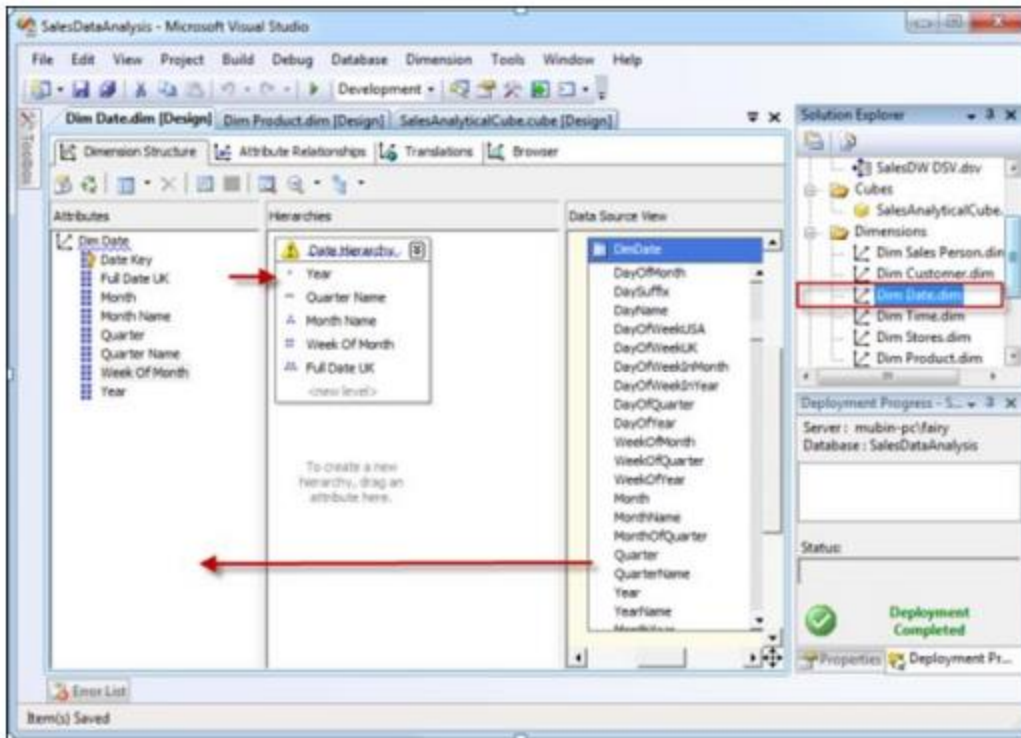 SalesDataAnalysis - Microsoft Visual Studio
File Edit View Project Build Debug Database Dimension Tools Window Help
Development
Toolbox
Dim Date.dim [Design] Dim Product.dim [Design] SalesAnalyticalCube.cube [Design]
Dimension Structure Attribute Relationships Translations Browser
Attributes
Dim Date
Date Key
Full Date UK
Month
Month Name
Quarter
Quarter Name
Week Of Month
Year
Hierarchies
Date Hierarchy...
Year
Quarter Name
Month Name
Week Of Month
Full Date UK
<new level>
To create a new
hierarchy, drag an
attribute here.
Data Source View
DimDate
DayOfMonth
DaySuffix
DayName
DayOfWeekUSA
DayOfWeekUK
DayOfWeekInMonth
DayOfWeekInYear
DayOfQuarter
DayOfYear
WeekOfMonth
WeekOfQuarter
WeekOfYear
Month
MonthName
MonthOfQuarter
Quarter
QuarterName
Year
YearName
Solution Explorer
SalesDW DSV.dsv
Cubes
SalesAnalyticalCube.
Dimensions
Dim Sales Person.dim
Dim Customer.dim
Dim Date.dim
Dim Time.dim
Dim Stores.dim
Dim Product.dim
Deployment Progress - S...
Server : mubin-pc\fairy
Database : SalesDataAnalysis
Status:
Deployment
Completed
Properties Deployment Pr...
Error List
Item(s) Saved